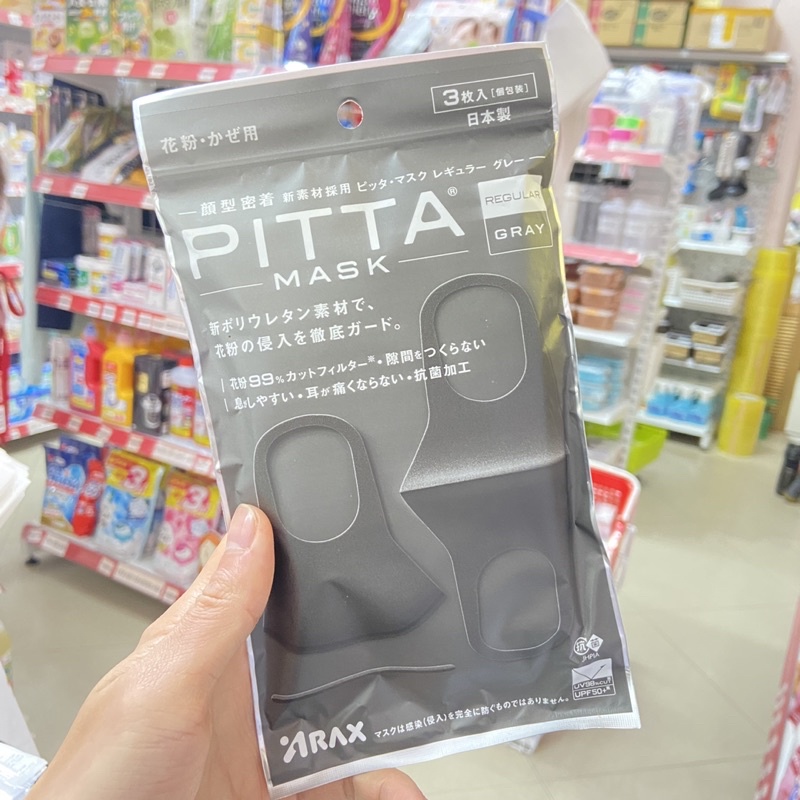 3枚入[個包装]
花粉・かぜ用
日本製
顔型密着 新素材採用 ピッタ・マスク レギュラー グレー
PITTA®
MASK
REGULAR
GRAY
新ポリウレタン素材で、
花粉の侵入を徹底ガード。
花粉99%カットフィルター※・隙間をつくらない
息がしやすい・耳が痛くならない・抗菌加工
抗菌
JHPIA
UV98%CUT
UPF50+
ARAX
マスクは感染(侵入)を完全に防ぐものではありません。